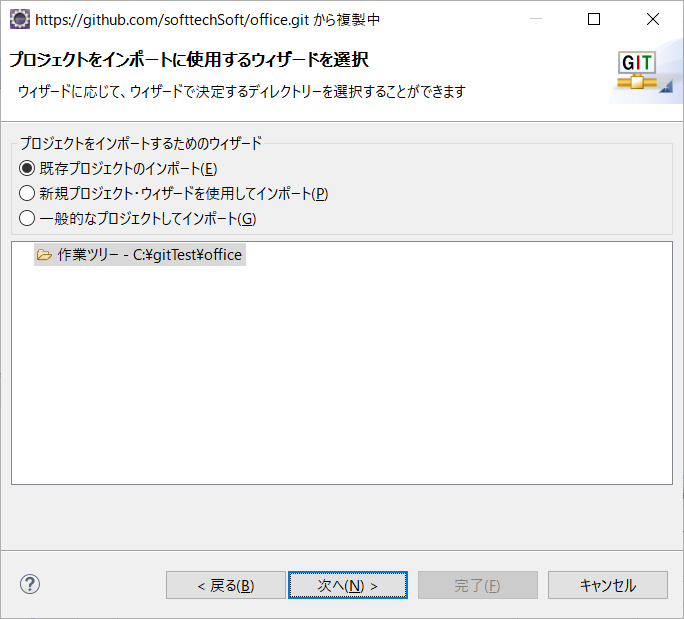 https://github.com/softtechSoft/office.git から複製中
プロジェクトをインポートに使用するウィザードを選択
ウィザードに応じて、ウィザードで決定するディレクトリーを選択することができます
GIT
プロジェクトをインポートするためのウィザード
既存プロジェクトのインポート(E)
新規プロジェクト・ウィザードを使用してインポート(P)
一般的なプロジェクトしてインポート(G)
作業ツリー - C:¥gitTest¥office
? < 戻る(B) 次へ(N) > 完了(F) キャンセル